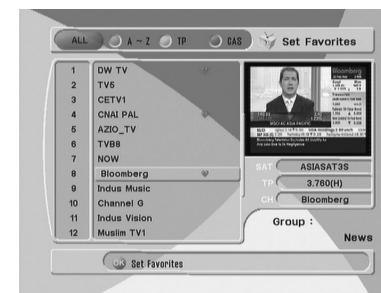 ALL A ~ Z TP CAS Set Favorites
1 DW TV
2 TV5
3 CETV1
4 CNAI PAL
5 AZIO_TV
6 TVB8
7 NOW
8 Bloomberg
9 Indus Music
10 Channel G
11 Indus Vision
12 Muslim TV1
Bloomberg
SAT ASIASAT3S
TP 3.760(H)
CH Bloomberg
Group :
News
OK Set Favorites